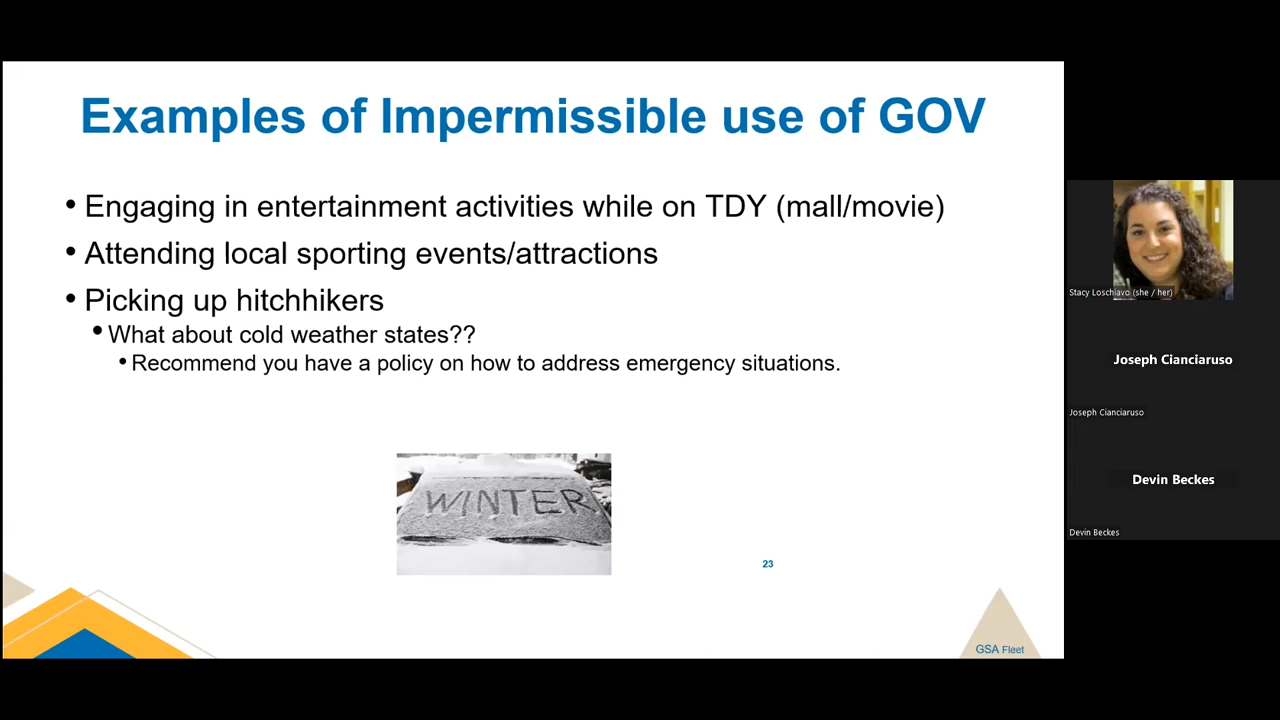 Examples of Impermissible use of GOV
• Engaging in entertainment activities while on TDY (mall/movie)
• Attending local sporting events/attractions
• Picking up hitchhikers
• What about cold weather states??
• Recommend you have a policy on how to address emergency situations.
WINTER
23
GSA Fleet
Stacy Loschiavo (she / her)
Joseph Cianciaruso
Joseph Cianciaruso
Devin Beckes
Devin Beckes